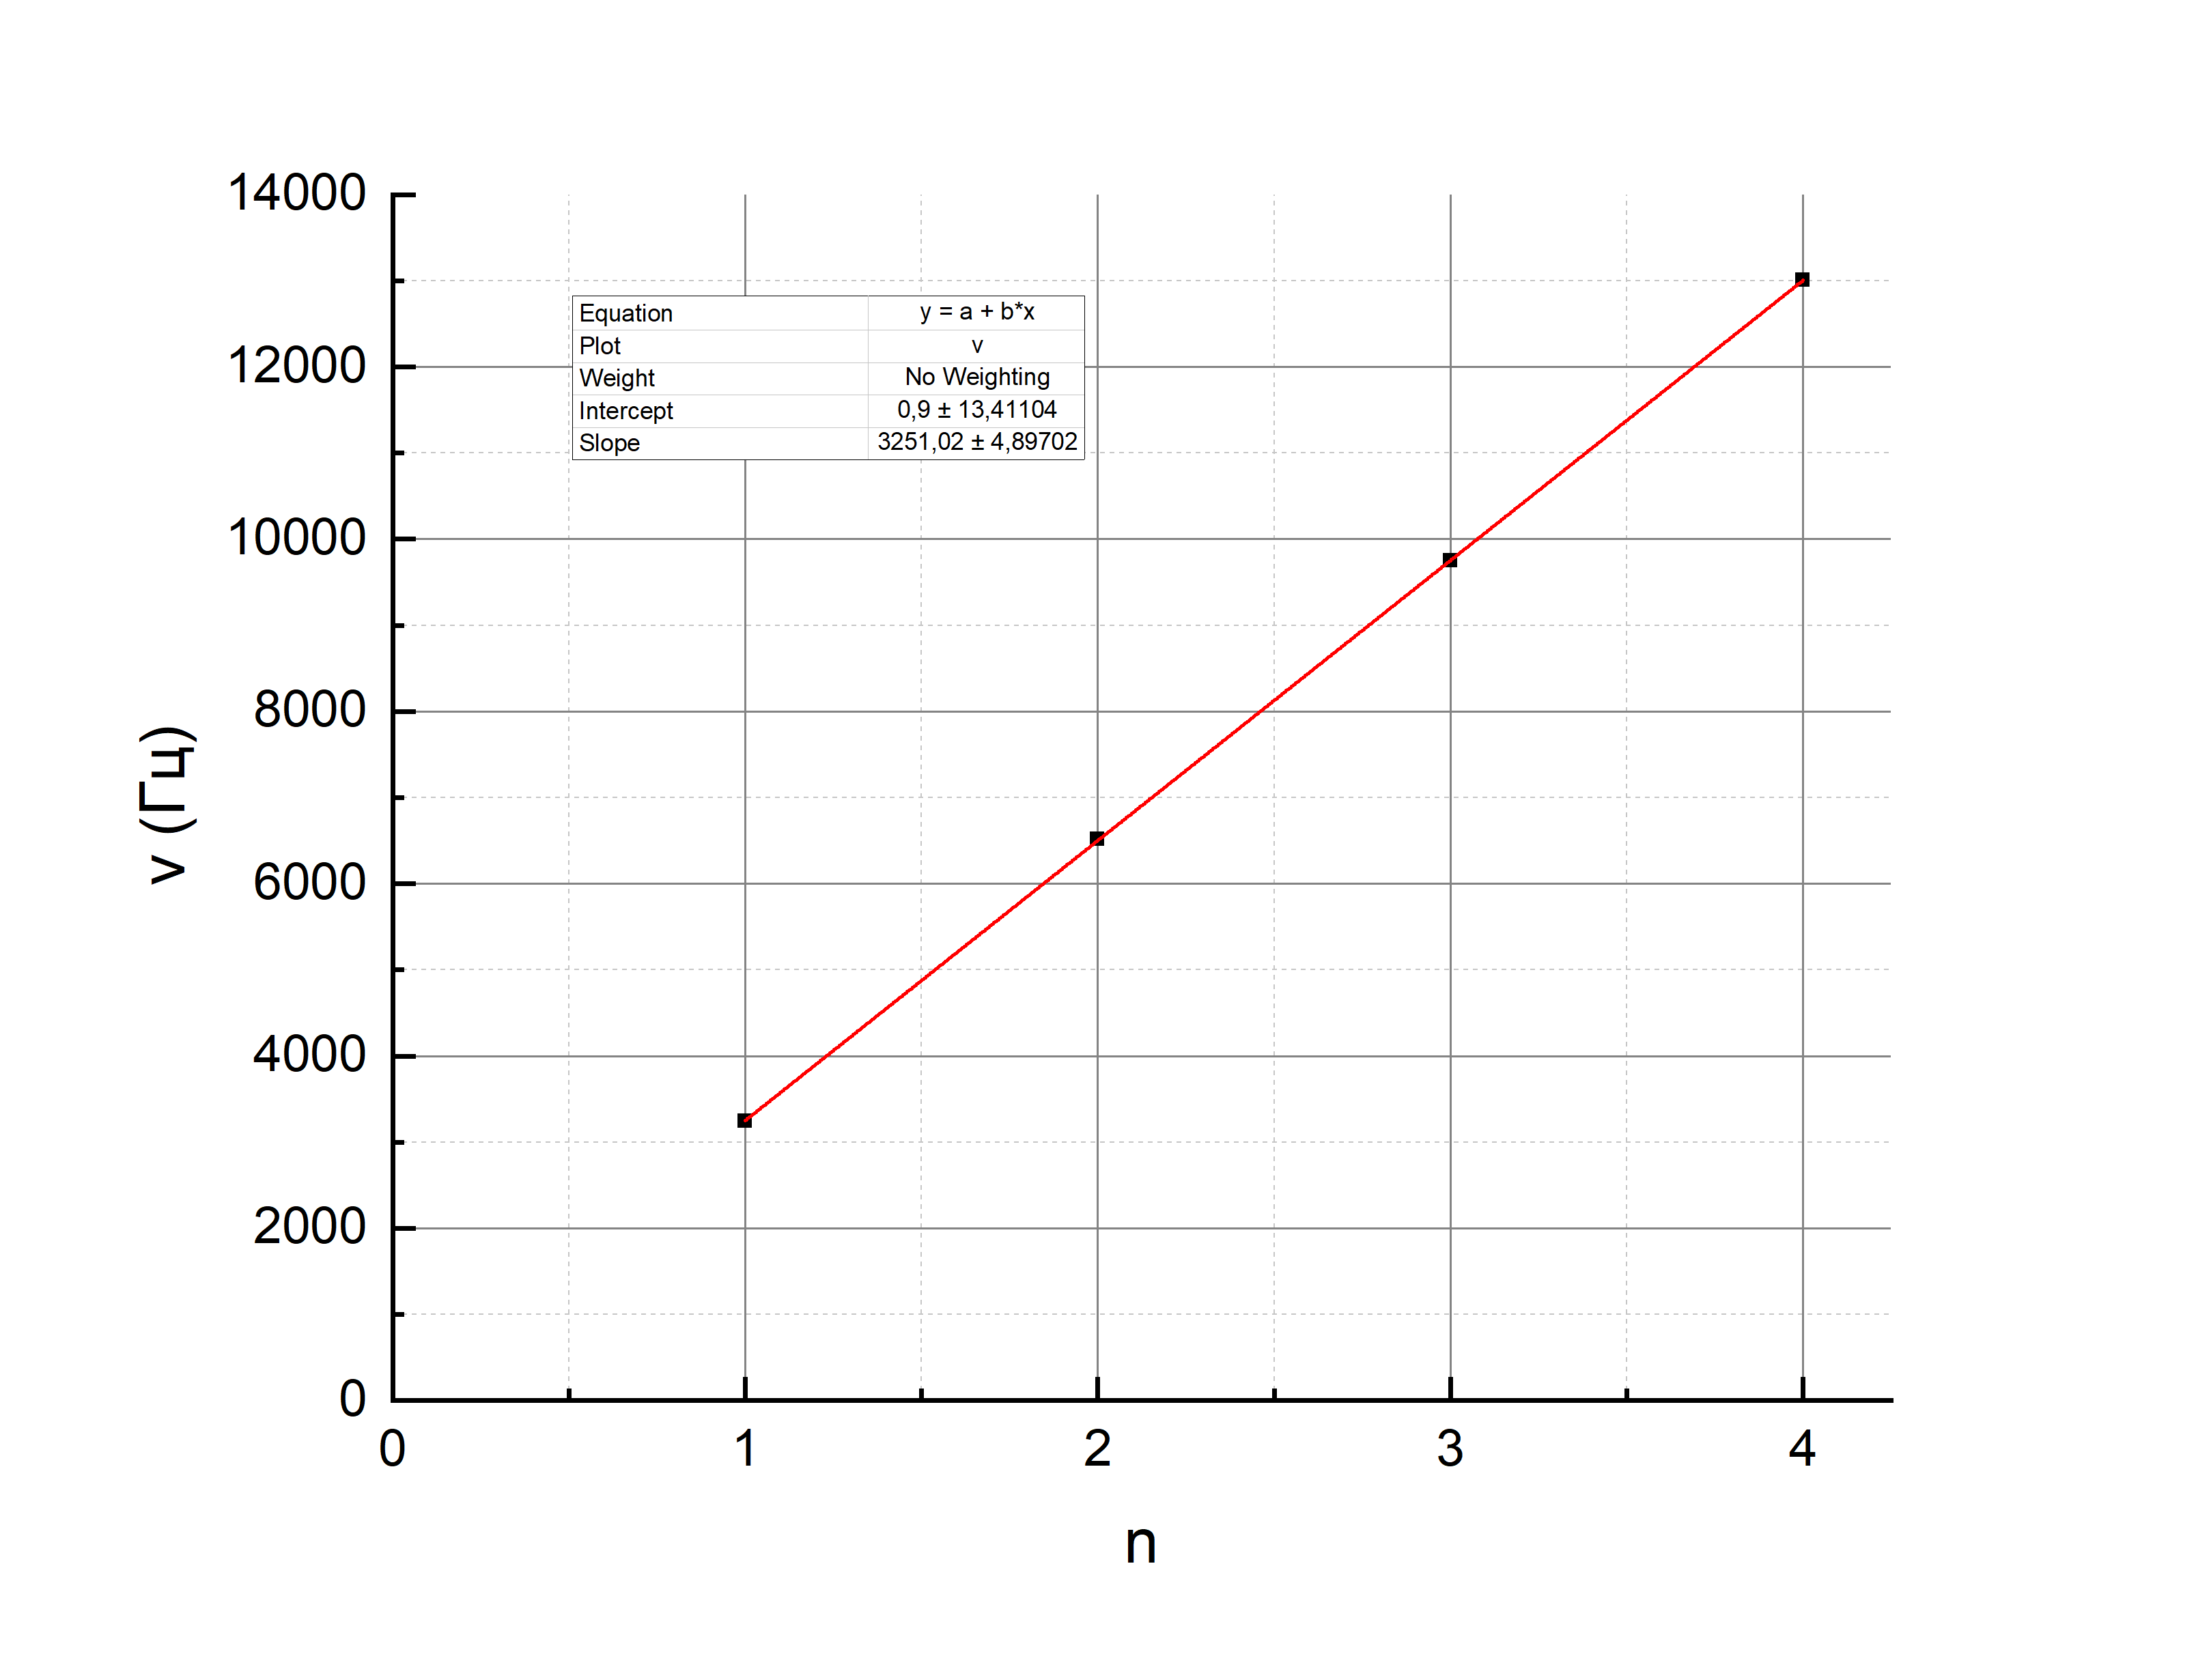 14000
12000
10000
8000
6000
4000
2000
0
ν (Гц)
Equation y = a + b*x
Plot ν
Weight No Weighting
Intercept 0,9 ± 13,41104
Slope 3251,02 ± 4,89702
0 1 2 3 4
n